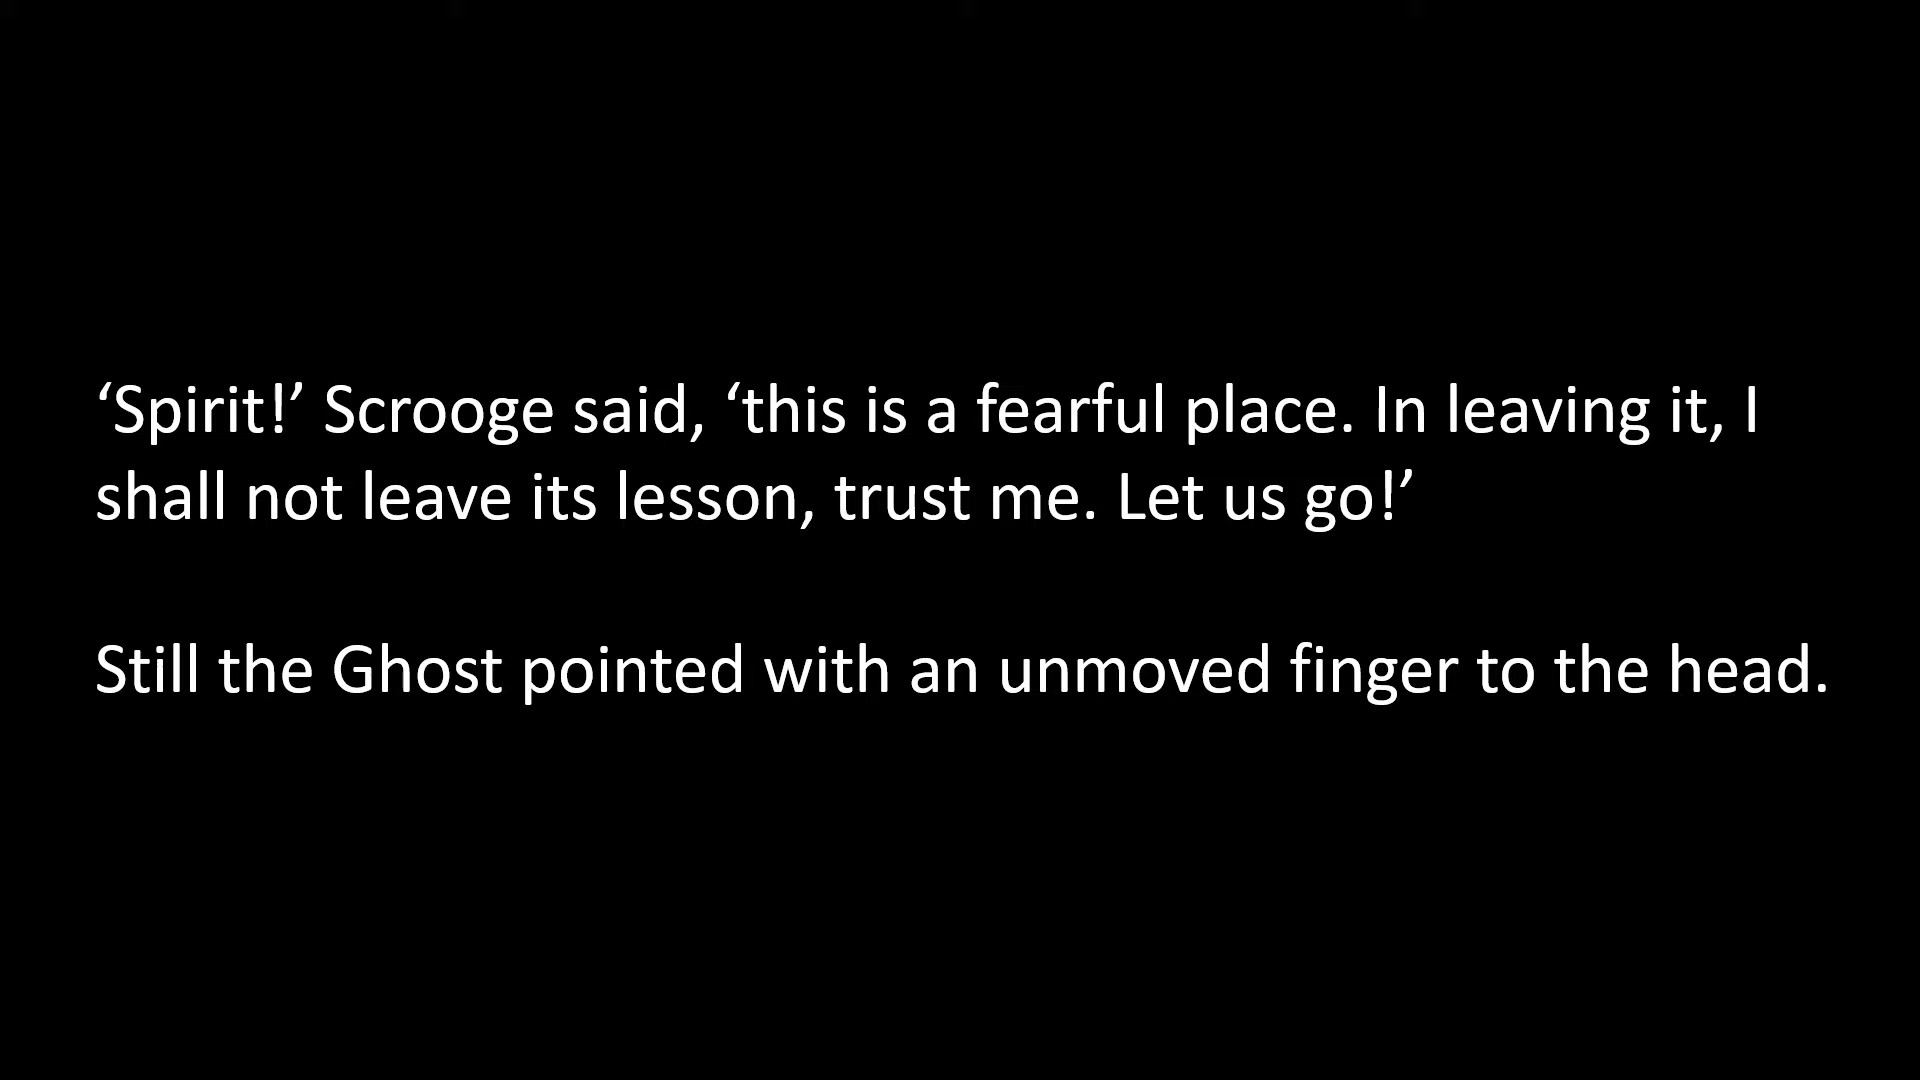 ‘Spirit!’ Scrooge said, ‘this is a fearful place. In leaving it, I
shall not leave its lesson, trust me. Let us go!’
Still the Ghost pointed with an unmoved finger to the head.